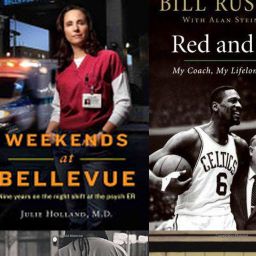 WEEKENDS
at
BELLEVUE
Nine years on the night shift at the psych ER
JULIE HOLLAND, M.D.
BILL RUS
WITH ALAN STEIN
Red and
My Coach, My Lifelon
CELTICS
6